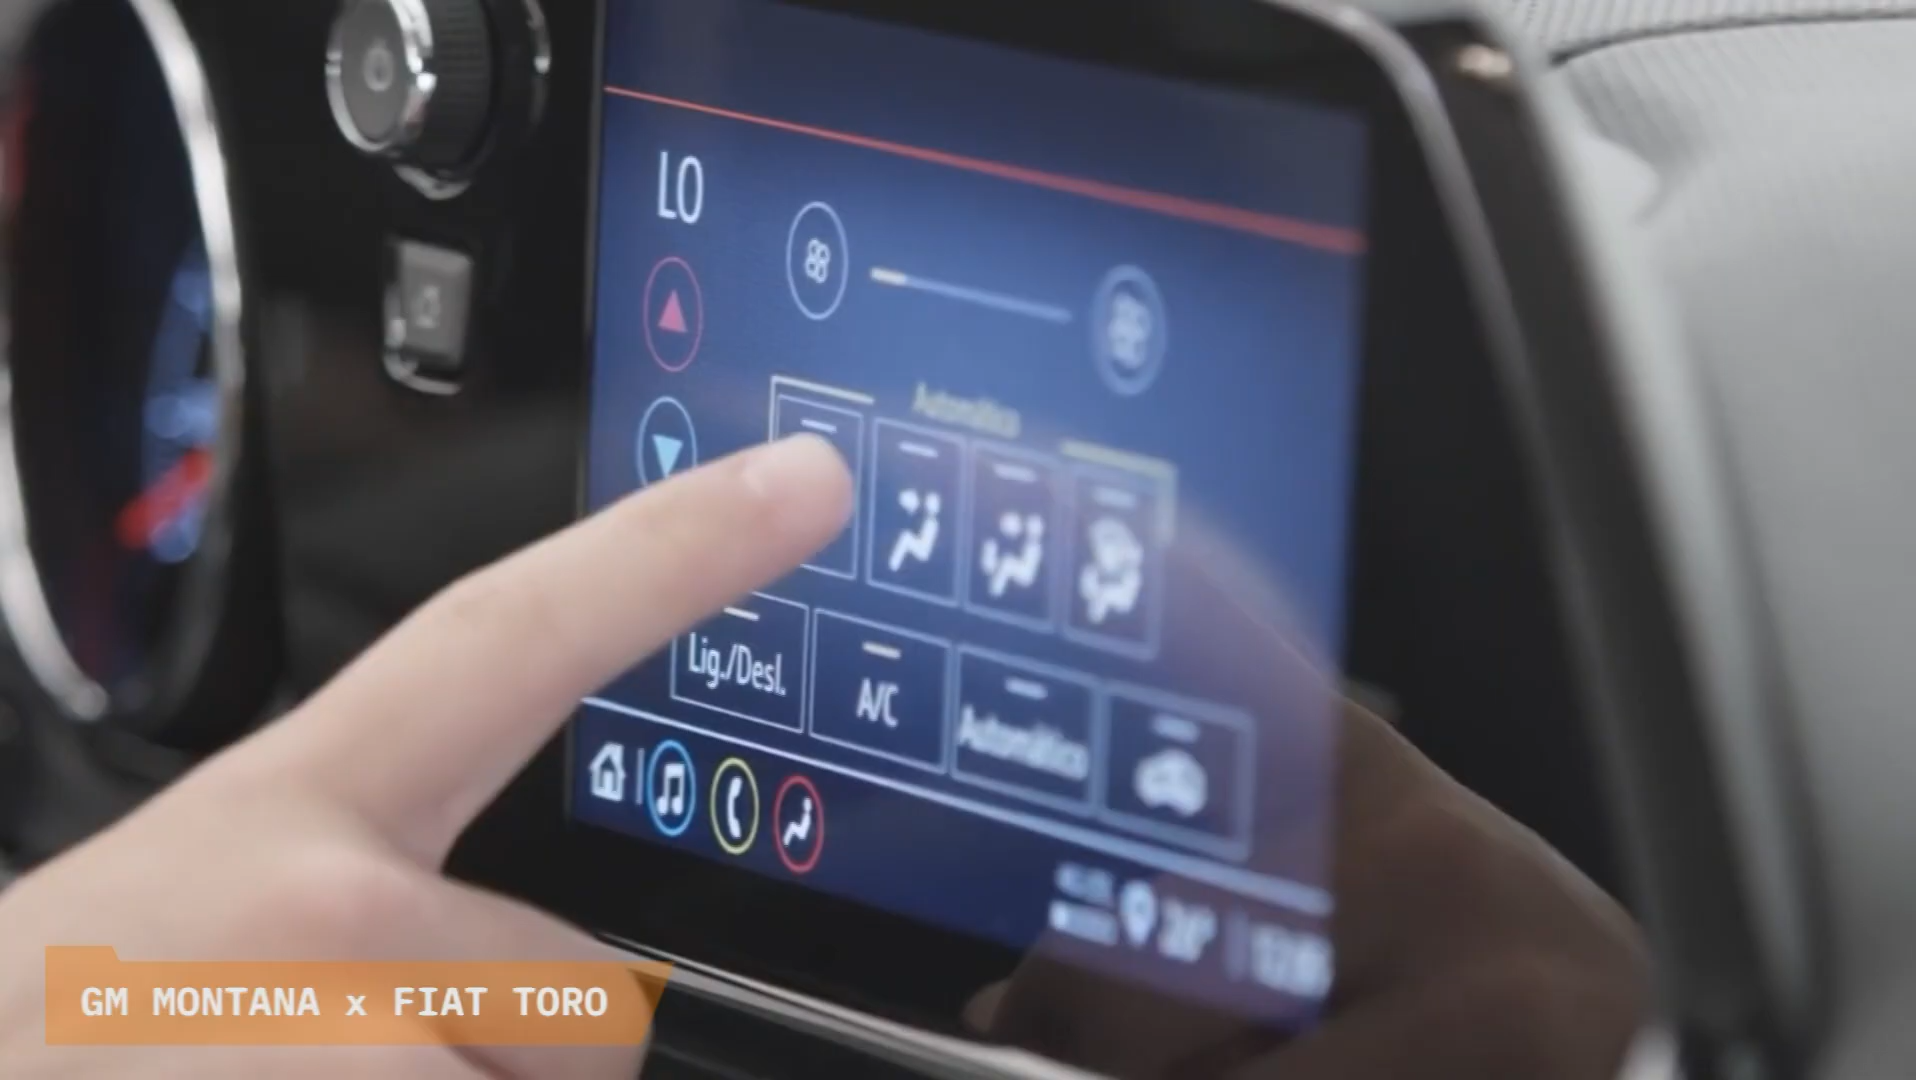 LO
Automático
Lig./Desl.
A/C
Automático
GM MONTANA x FIAT TORO